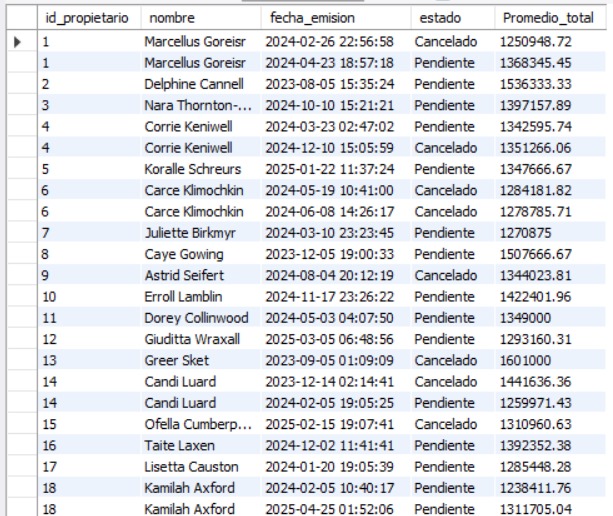 id_propietario nombre fecha_emision estado Promedio_total
1 Marcellus Goreisr 2024-02-26 22:56:58 Cancelado 1250948.72
1 Marcellus Goreisr 2024-04-23 18:57:18 Pendiente 1368345.45
2 Delphine Cannell 2023-08-05 15:35:24 Pendiente 1536333.33
3 Nara Thornton-... 2024-10-10 15:21:21 Pendiente 1397157.89
4 Corrie Keniwell 2024-03-23 02:47:02 Pendiente 1342595.74
4 Corrie Keniwell 2024-12-10 15:05:59 Cancelado 1351266.06
5 Koralle Schreurs 2025-01-22 11:37:24 Pendiente 1347666.67
6 Carce Klimochkin 2024-05-19 10:41:00 Cancelado 1284181.82
6 Carce Klimochkin 2024-06-08 14:26:17 Cancelado 1278785.71
7 Juliette Birkmyr 2024-03-10 23:23:45 Pendiente 1270875
8 Caye Gowing 2023-12-05 19:00:33 Pendiente 1507666.67
9 Astrid Seifert 2024-08-04 20:12:19 Cancelado 1344023.81
10 Erroll Lamblin 2024-11-17 23:26:22 Pendiente 1422401.96
11 Dorey Collinwood 2024-05-03 04:07:50 Pendiente 1349000
12 Giuditta Wraxall 2025-03-05 06:48:56 Pendiente 1293160.31
13 Greer Sket 2023-09-05 01:09:09 Cancelado 1601000
14 Candi Luard 2023-12-14 02:14:41 Cancelado 1441636.36
14 Candi Luard 2024-02-05 19:05:25 Pendiente 1259971.43
15 Ofella Cumberp... 2025-02-15 19:07:41 Cancelado 1310960.63
16 Taite Laxen 2024-12-02 11:41:41 Pendiente 1392352.38
17 Lisetta Causton 2024-01-20 19:05:39 Pendiente 1285448.28
18 Kamilah Axford 2024-02-05 10:40:17 Pendiente 1238411.76
18 Kamilah Axford 2025-04-25 01:52:06 Pendiente 1311705.04